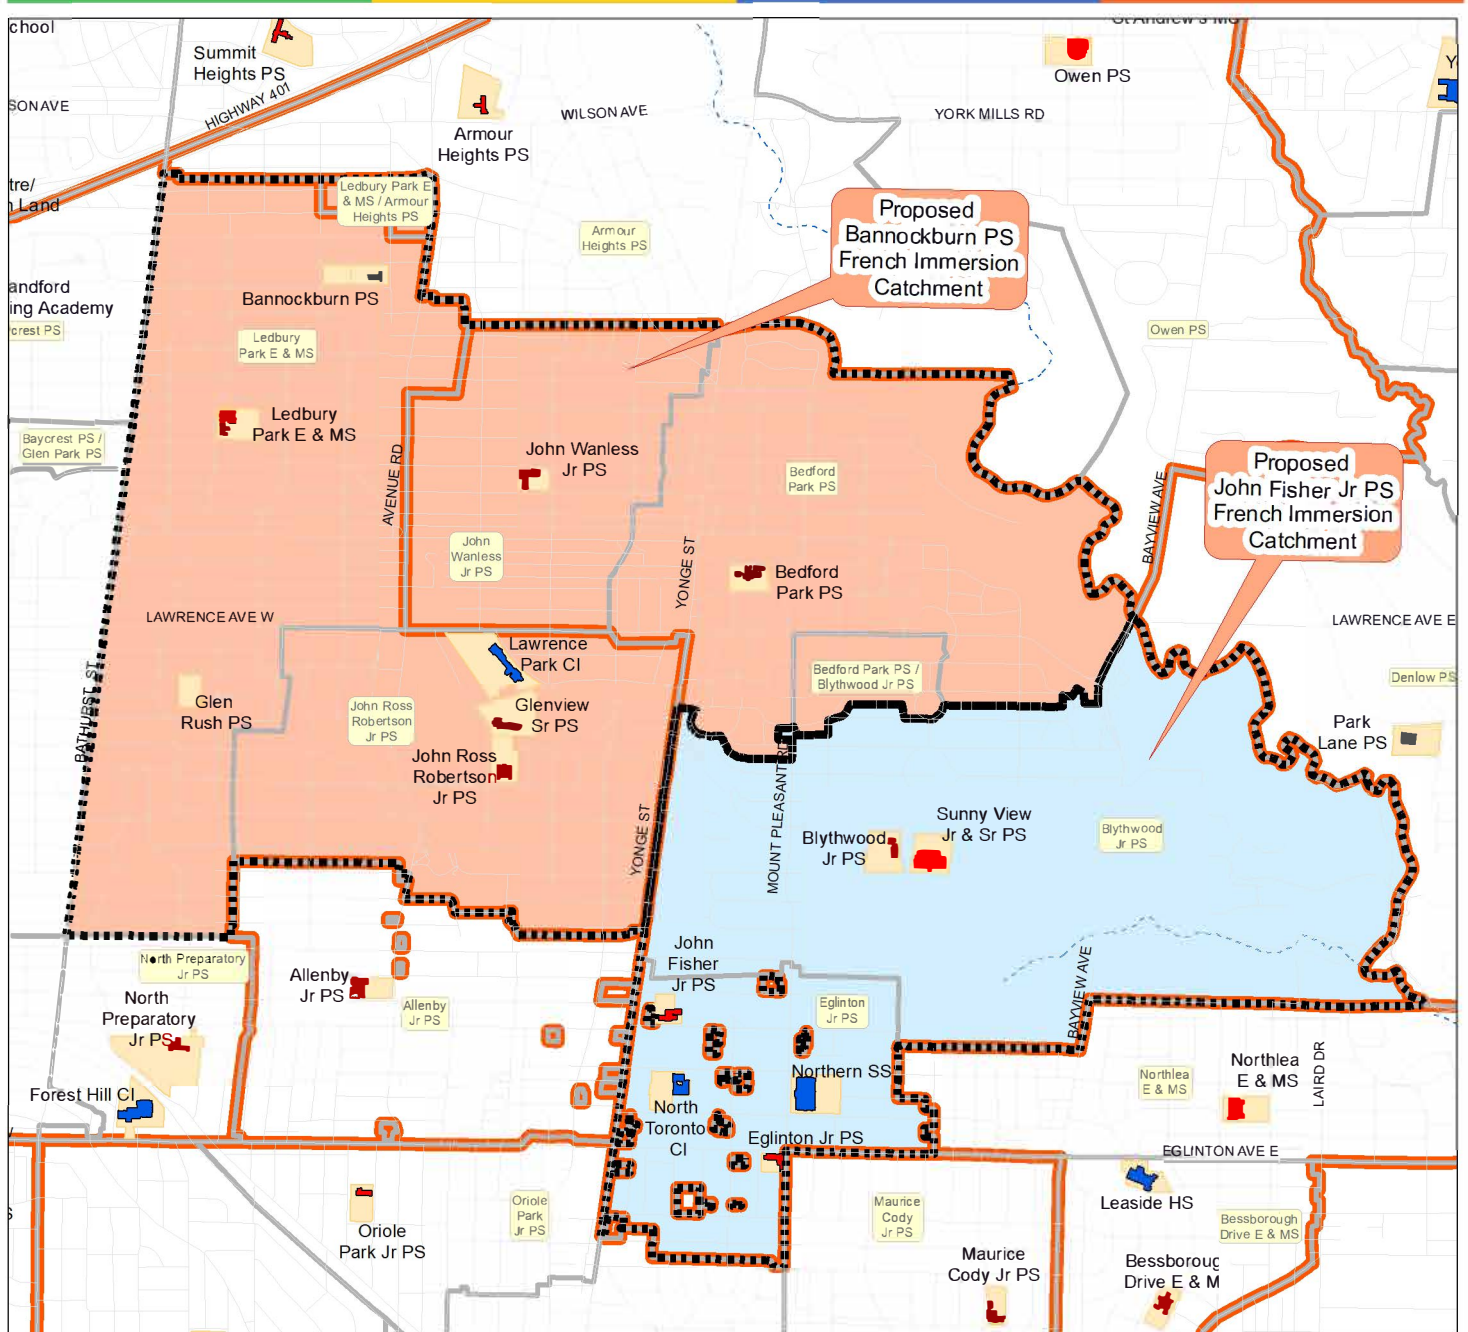 chool
St Andrew's MS
Summit
Heights PS
Owen PS
SON AVE
HIGHWAY 401
WILSON AVE
YORK MILLS RD
Armour
Heights PS
tre/
n Land
Ledbury Park E
& MS / Armour
Heights PS
Armour
Heights PS
Proposed
Bannockburn PS
French Immersion
Catchment
andford
ing Academy
Bannockburn PS
ycrest PS
Ledbury
Park E & MS
Owen PS
Ledbury
Park E & MS
Baycrest PS /
Glen Park PS
AVENUE RD
John Wanless
Jr PS
Bedford
Park PS
BAYVIEW AVE
Proposed
John Fisher Jr PS
French Immersion
Catchment
John
Wanless
Jr PS
YONGE ST
Bedford
Park PS
LAWRENCE AVE W
LAWRENCE AVE E
Lawrence
Park CI
Bedford Park PS /
Blythwood Jr PS
Denlow PS
BATHURST ST
Glen
Rush PS
John Ross
Robertson
Jr PS
Glenview
Sr PS
Park
Lane PS
John Ross
Robertson
Jr PS
YONGE ST
MOUNT PLEASANT RD
Blythwood
Jr PS
Sunny View
Jr & Sr PS
Blythwood
Jr PS
North Preparatory
Jr PS
John
Fisher
Jr PS
Allenby
Jr PS
Allenby
Jr PS
Eglinton
Jr PS
BAYVIEW AVE
North
Preparatory
Jr PS
Northern SS
Northlea
E & MS
Northlea
E & MS
LAIRD DR
Forest Hill CI
North
Toronto
CI
Eglinton Jr PS
EGLINTON AVE E
Leaside HS
Oriole
Park Jr PS
Oriole
Park
Jr PS
Maurice
Cody
Jr PS
Bessborough
Drive E & MS
Maurice
Cody Jr PS
Bessboroug
Drive E & M